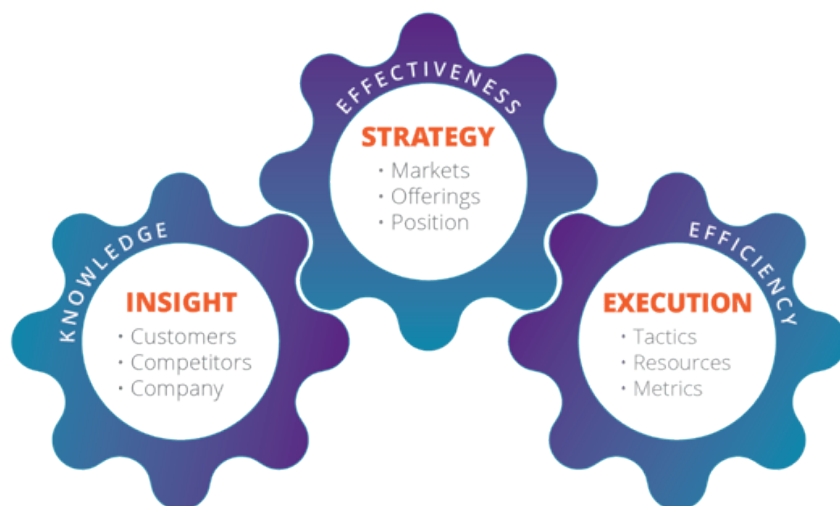 EFFECTIVENESS
STRATEGY
• Markets
• Offerings
• Position
KNOWLEDGE
INSIGHT
• Customers
• Competitors
• Company
EFFICIENCY
EXECUTION
• Tactics
• Resources
• Metrics